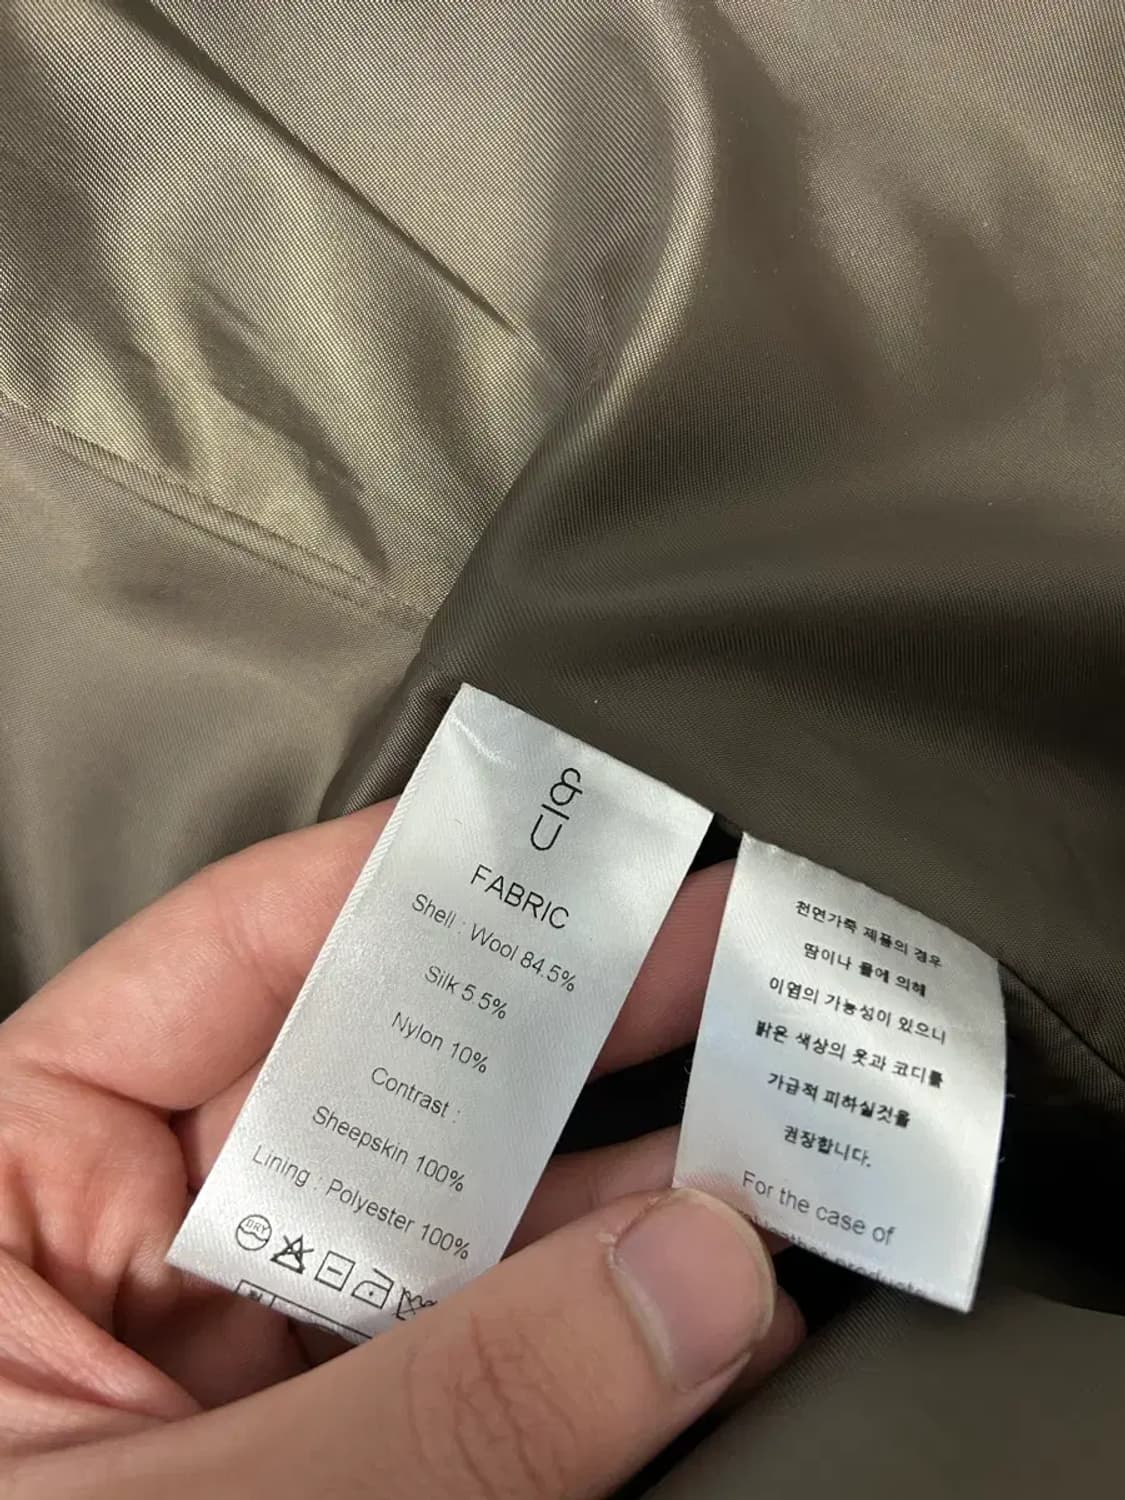 &
U
FABRIC
Shell : Wool 84.5%
Silk 5.5%
Nylon 10%
Contrast :
Sheepskin 100%
Lining : Polyester 100%
DRY
천연가죽 제품의 경우
땀이나 물에 의해
이염의 가능성이 있으니
밝은 색상의 옷과 코디를
가급적 피하실것을
권장합니다.
For the case of